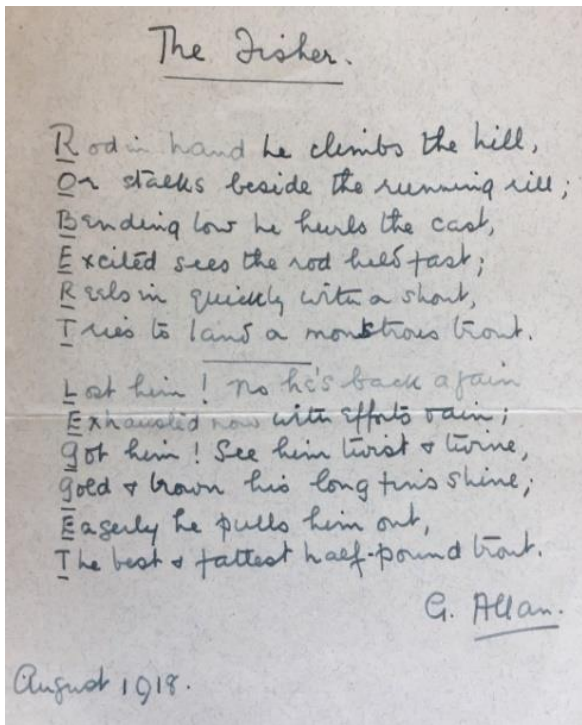 The Fisher.
Rod in hand he climbs the hill,
Or stalks beside the running rill;
Bending low he hurls the cast,
Excited sees the rod held fast;
Reels in quickly with a shout,
Tries to land a monstrous trout.
Lost him! no he's back again
Exhausted now with efforts vain;
Got him! See him twist & twine,
Gold & brown his long fins shine;
Eagerly he pulls him out,
The best & fattest half-pound trout.
G. Allan.
August 1918.